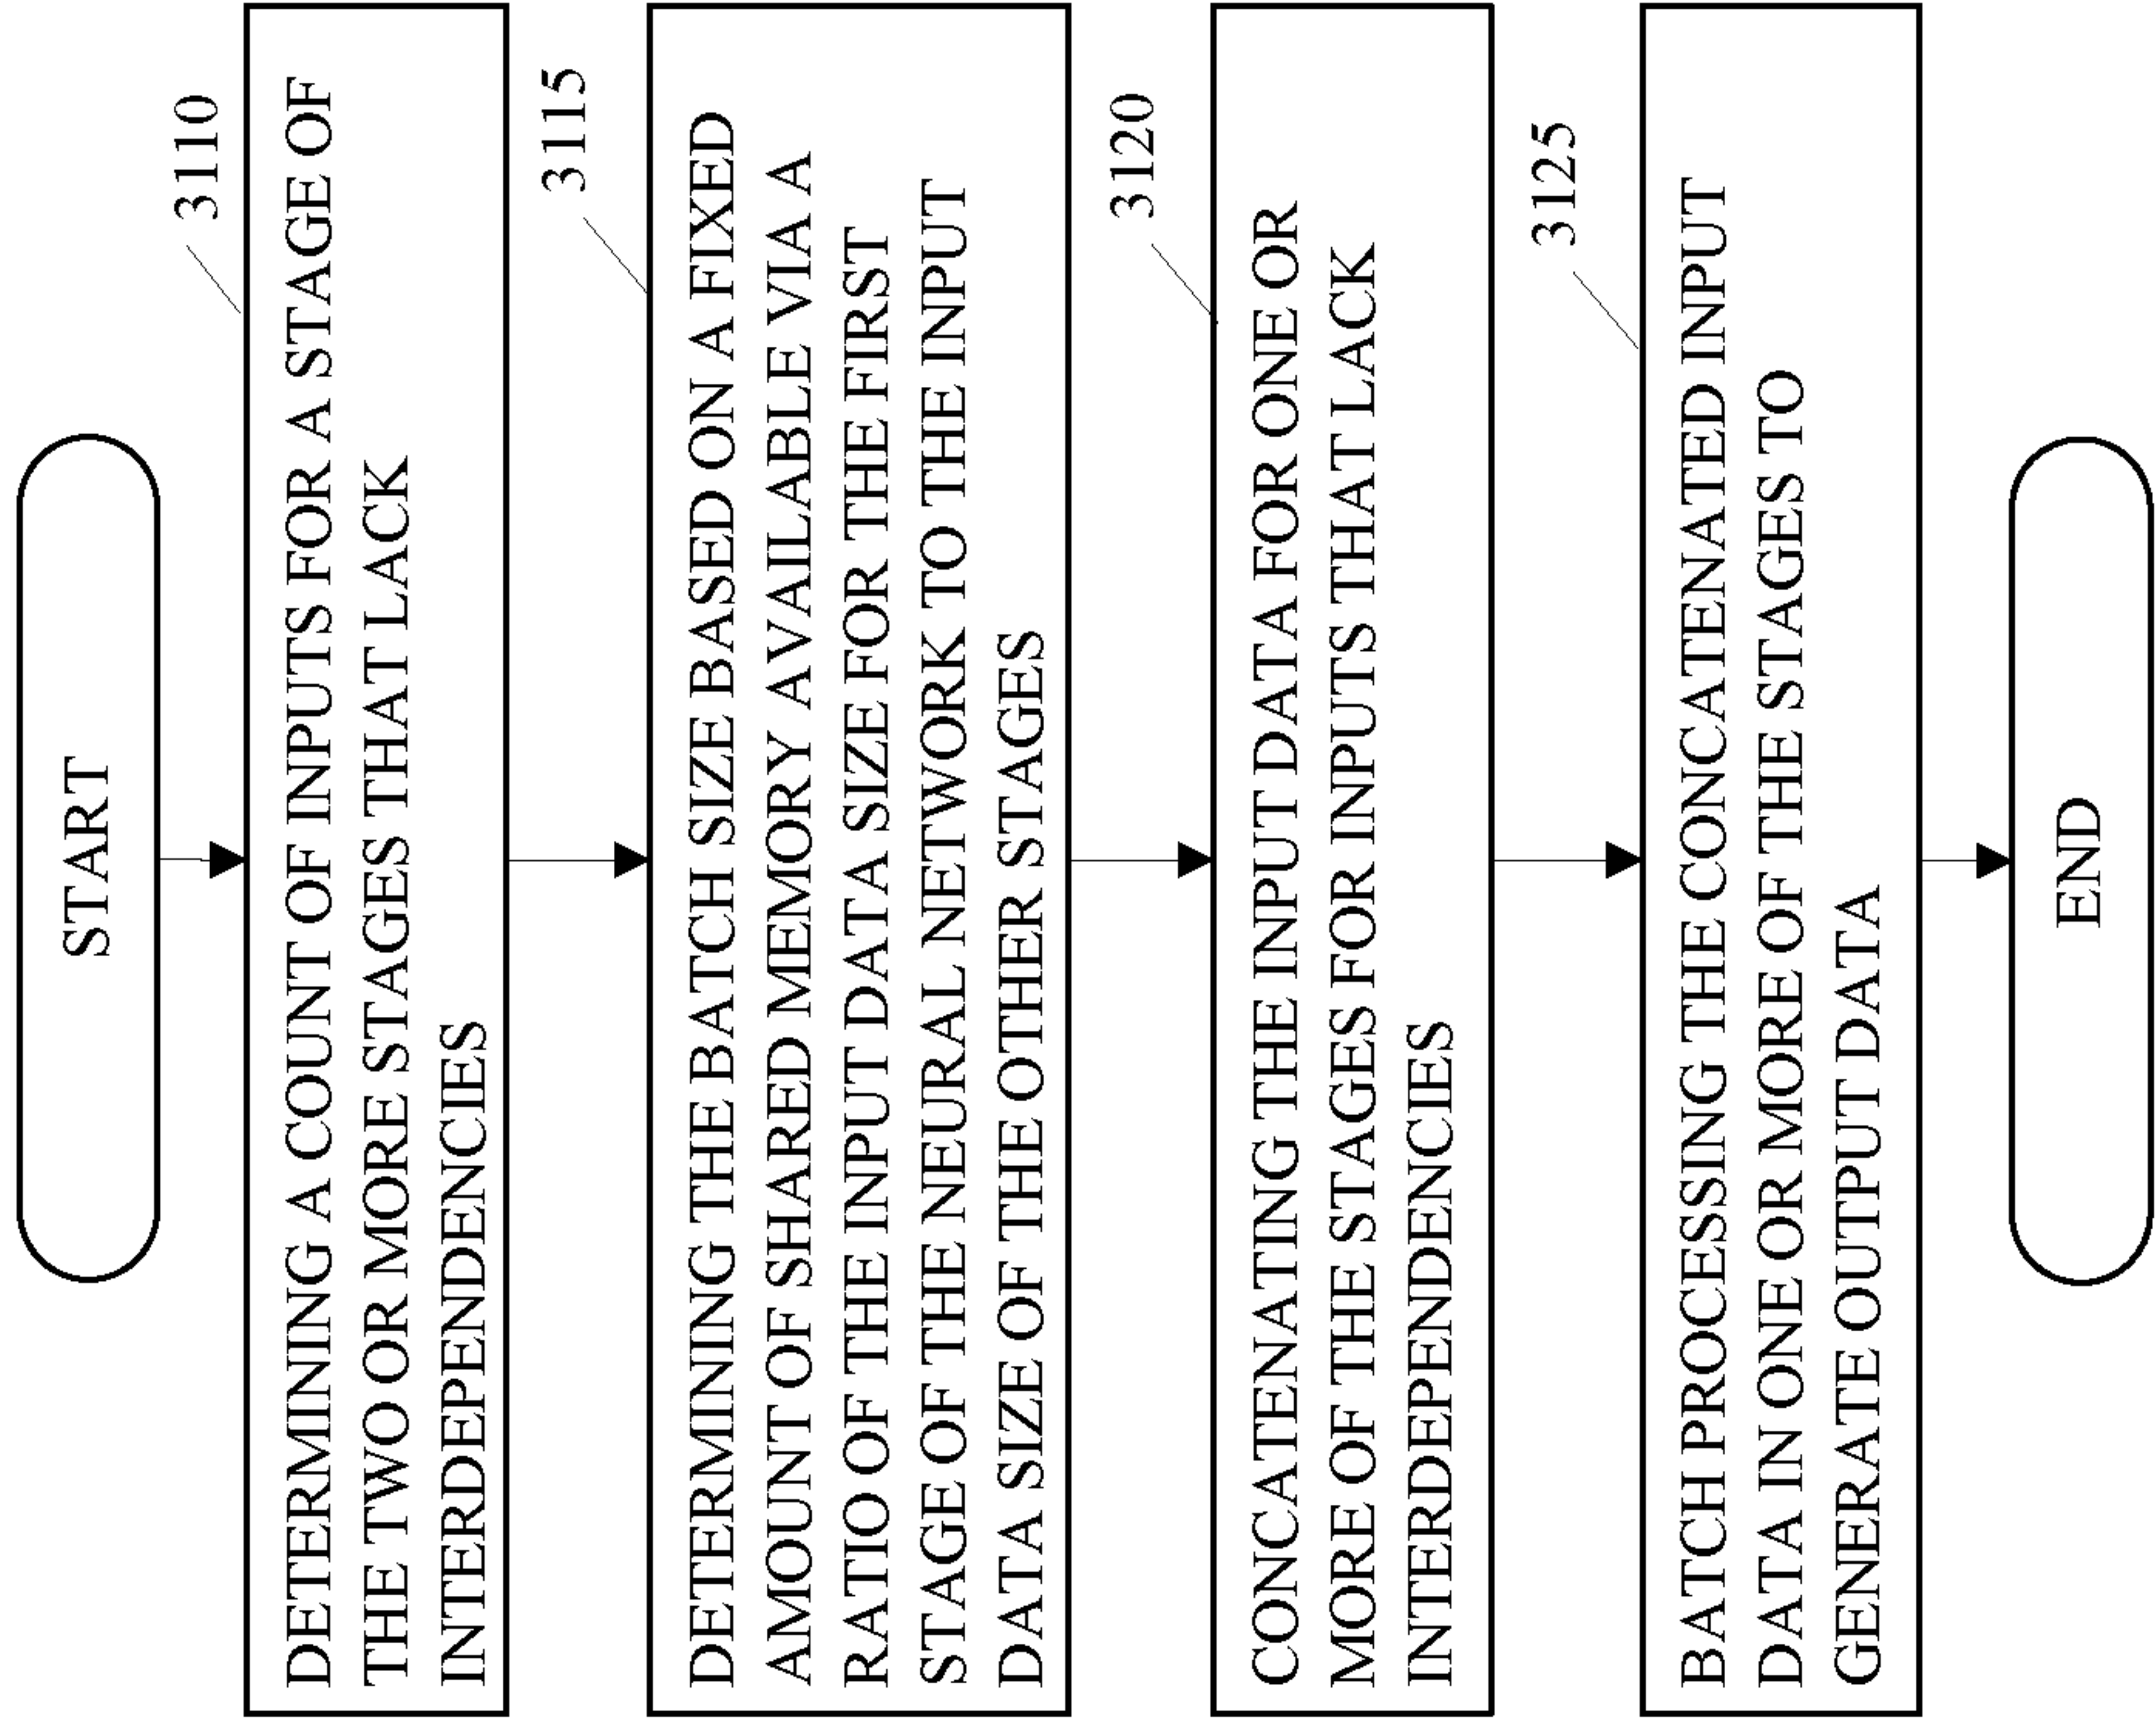 START
3110
DETERMINING A COUNT OF INPUTS FOR A STAGE OF
THE TWO OR MORE STAGES THAT LACK
INTERDEPENDENCIES
3115
DETERMINING THE BATCH SIZE BASED ON A FIXED
AMOUNT OF SHARED MEMORY AVAILABLE VIA A
RATIO OF THE INPUT DATA SIZE FOR THE FIRST
STAGE OF THE NEURAL NETWORK TO THE INPUT
DATA SIZE OF THE OTHER STAGES
3120
CONCATENATING THE INPUT DATA FOR ONE OR
MORE OF THE STAGES FOR INPUTS THAT LACK
INTERDEPENDENCIES
3125
BATCH PROCESSING THE CONCATENATED INPUT
DATA IN ONE OR MORE OF THE STAGES TO
GENERATE OUTPUT DATA
END